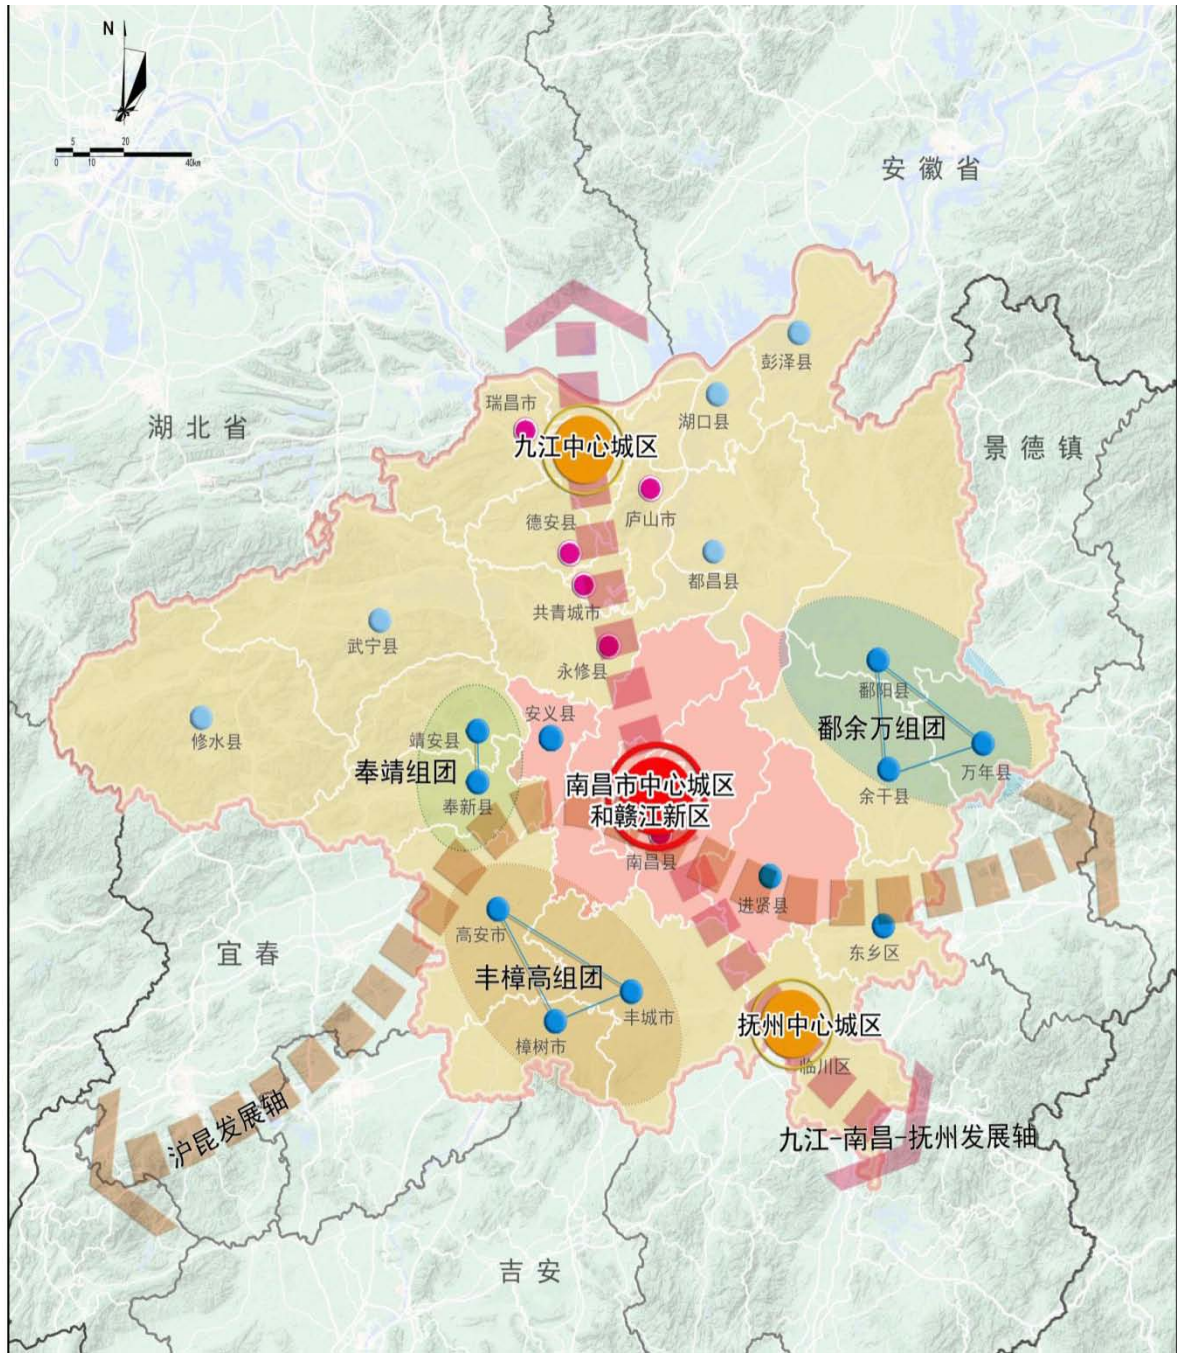 N
5 20
0 10 40km
安徽省
彭泽县
湖口县
瑞昌市
湖北省
九江中心城区
景德镇
德安县
庐山市
都昌县
共青城市
武宁县
永修县
鄱阳县
修水县
安义县
靖安县
鄱余万组团
奉靖组团
万年县
南昌市中心城区
和赣江新区
余干县
奉新县
南昌县
进贤县
高安市
东乡区
宜春
丰樟高组团
丰城市
抚州中心城区
樟树市
临川区
沪昆发展轴
九江-南昌-抚州发展轴
吉安